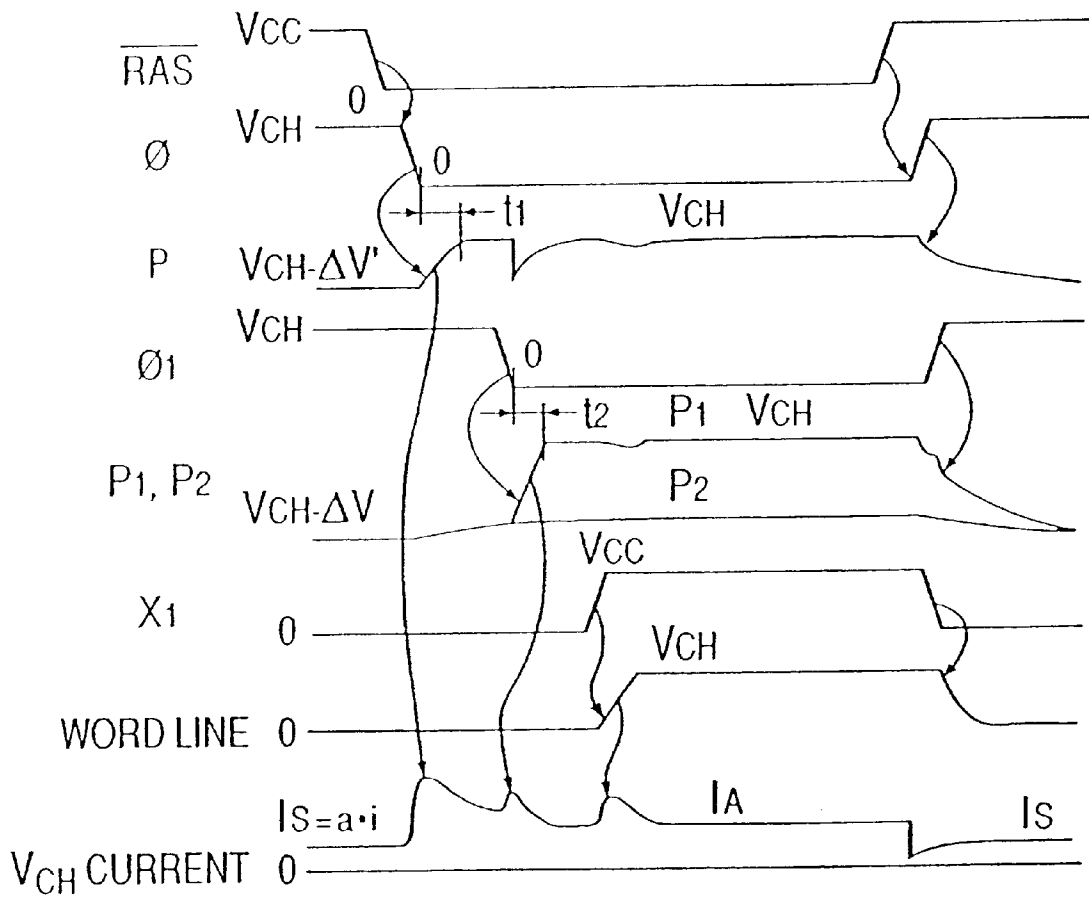 VCC
RAS
0
VCH
Ø
0
t1
VCH
P
VCH-ΔV'
VCH
Ø1
0
t2
P1
VCH
P1, P2
VCH-ΔV
P2
VCC
X1
0
VCH
WORD LINE
0
IS=a•i
IA
IS
VCH CURRENT
0